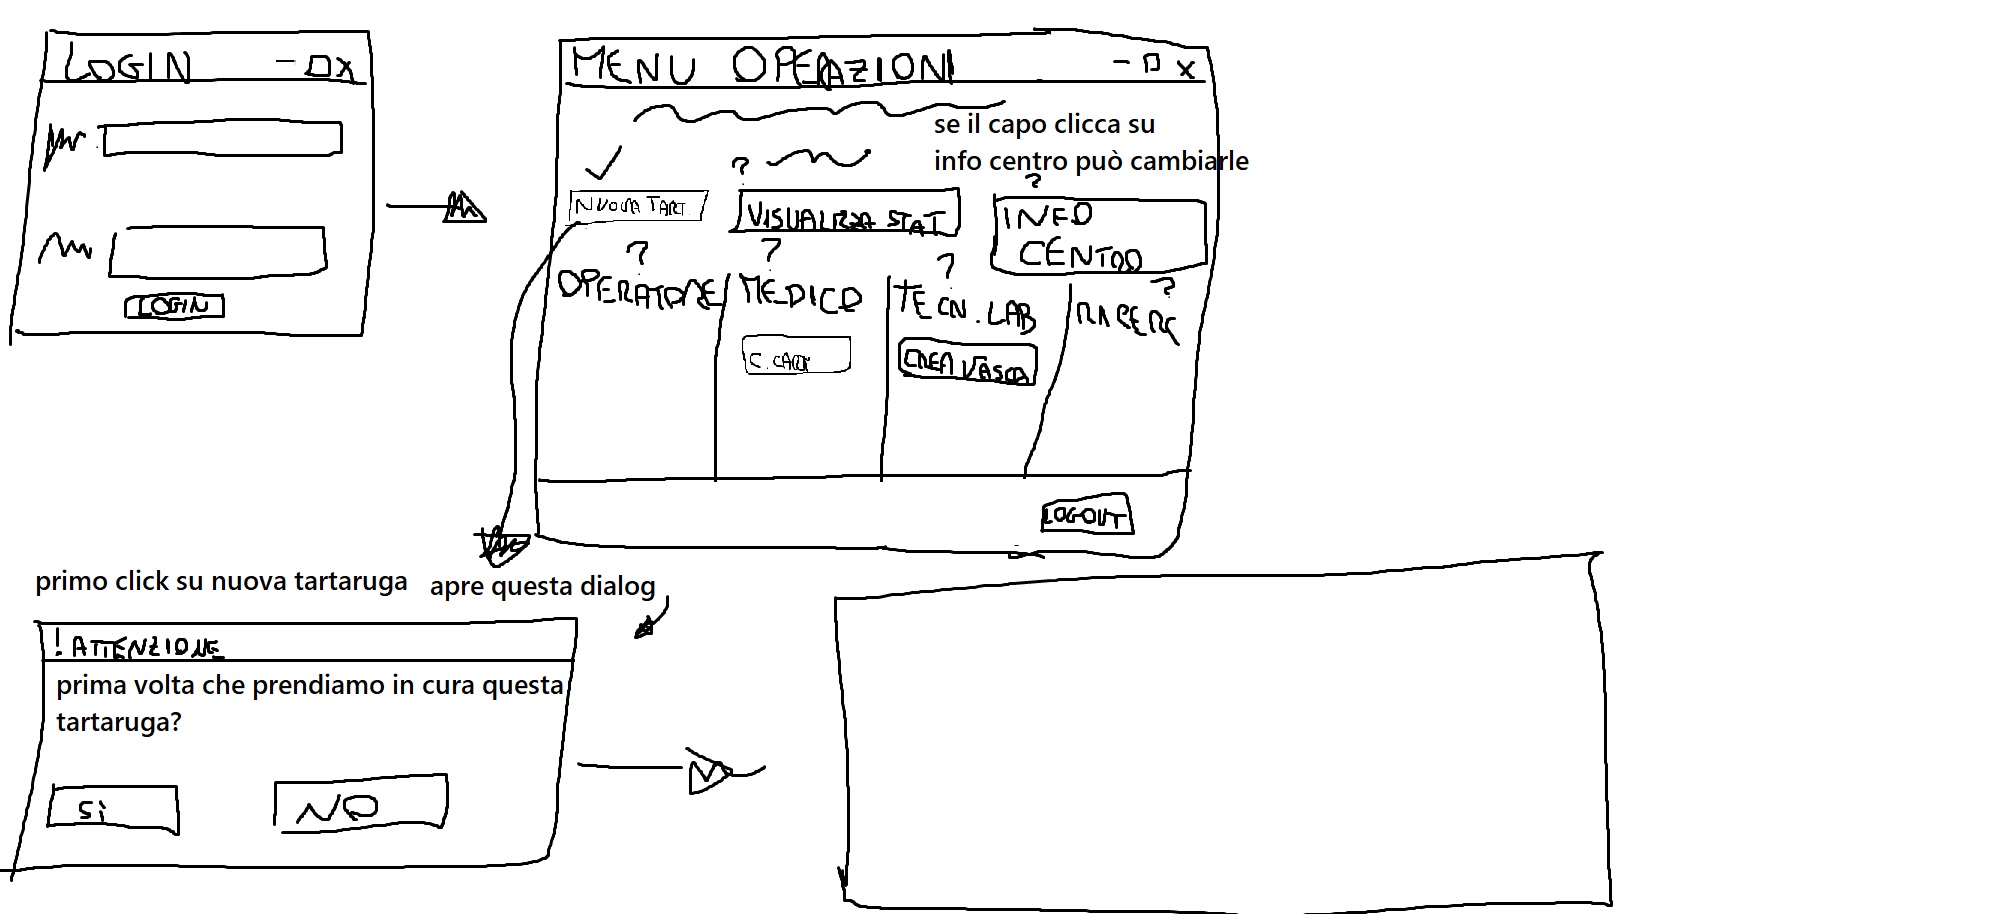 LOGIN - □ x
LOGIN
MENU OPERAZIONI - □ x
se il capo clicca su
info centro può cambiarle
✓ ? ?
NUOVA TART. VISUALIZZA STAT INFO
CENTRO
? ? ? ?
OPERATORE MEDICO TECN. LAB RICERC
C. CART CREA VASCA
LOGOUT
primo click su nuova tartaruga apre questa dialog
! ATTENZIONE
prima volta che prendiamo in cura questa
tartaruga?
Sì NO